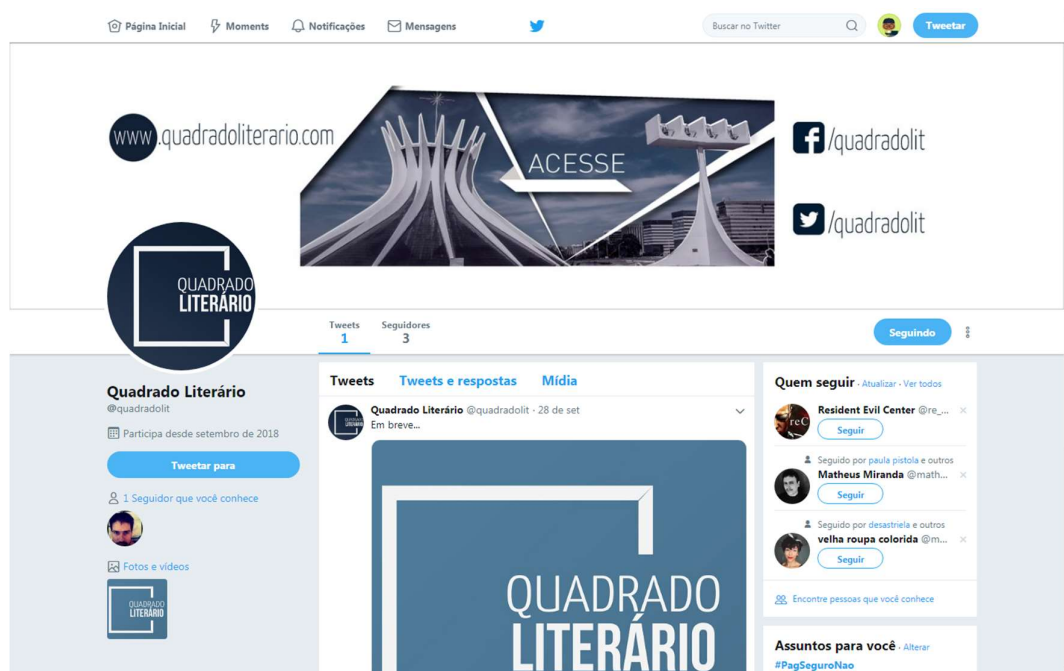 Página Inicial
Moments
Notificações
Mensagens
Buscar no Twitter
Tweetar
www.quadradoliterario.com
ACESSE
/quadradolit
/quadradolit
QUADRADO
LITERÁRIO
Tweets
1
Seguidores
3
Seguindo
Quadrado Literário
@quadradolit
Participa desde setembro de 2018
Tweetar para
1 Seguidor que você conhece
Fotos e vídeos
QUADRADO
LITERÁRIO
Tweets Tweets e respostas Mídia
Quadrado Literário @quadradolit · 28 de set
Em breve...
QUADRADO
LITERÁRIO
Quem seguir · Atualizar · Ver todos
reC
Resident Evil Center @re_...
Seguir
Seguido por paula pistola e outros
Matheus Miranda @math...
Seguir
Seguido por desastriela e outros
velha roupa colorida @m...
Seguir
Encontre pessoas que você conhece
Assuntos para você · Alterar
#PagSeguroNao